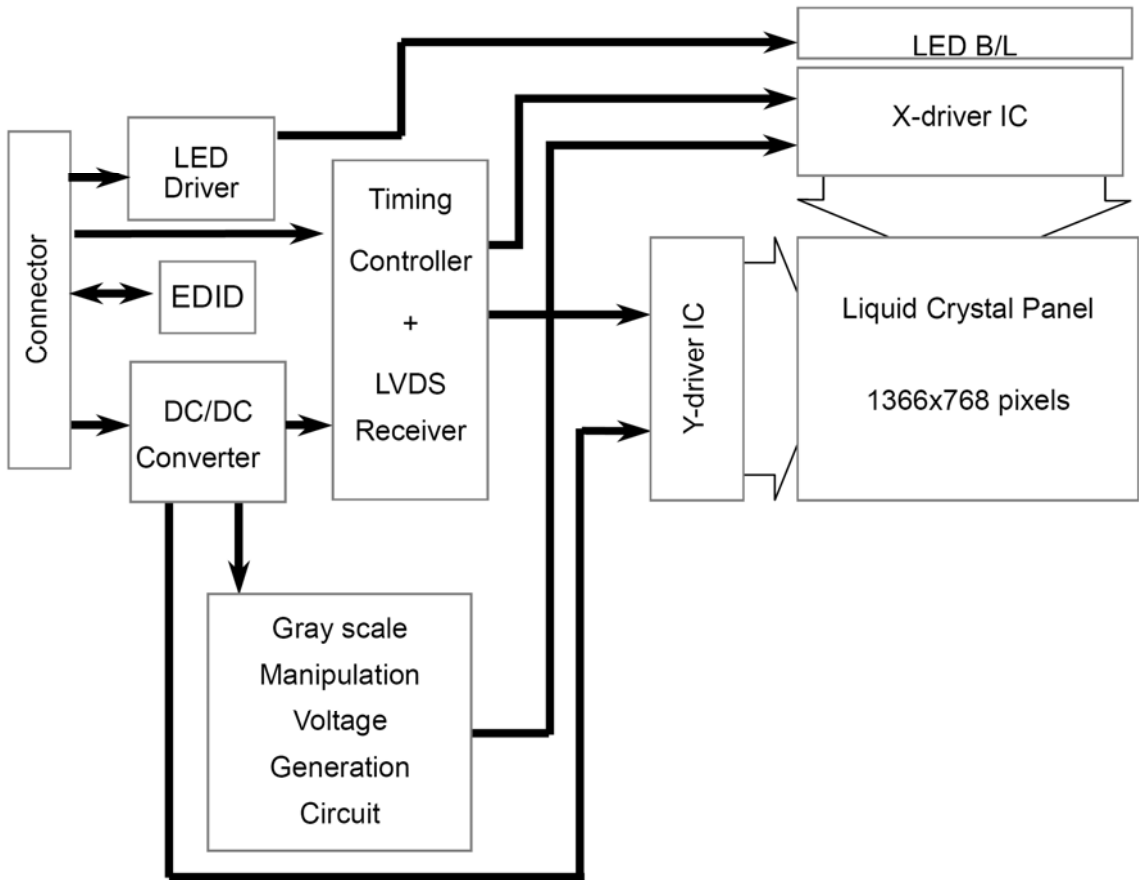 LED B/L
X-driver IC
LED
Driver
Timing
Controller
+
LVDS
Receiver
Connector
EDID
DC/DC
Converter
Y-driver IC
Liquid Crystal Panel
1366x768 pixels
Gray scale
Manipulation
Voltage
Generation
Circuit